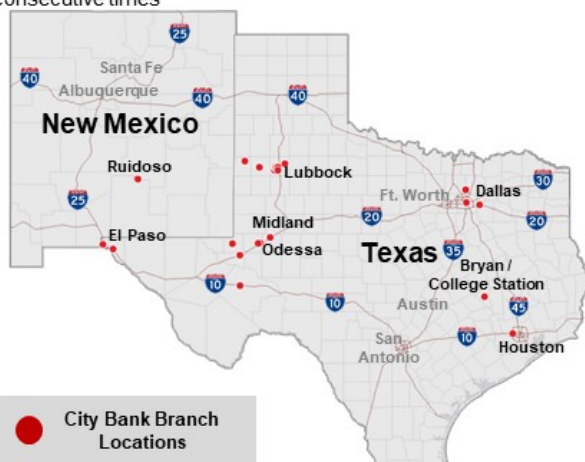 consecutive times
25
Santa Fe
40
Albuquerque
40
40
New Mexico
Ruidoso
Lubbock
25
Ft. Worth
Dallas
30
20
20
Midland
El Paso
Odessa
Texas
35
Bryan /
College Station
10
10
Austin
45
San
Antonio
10
Houston
City Bank Branch
Locations